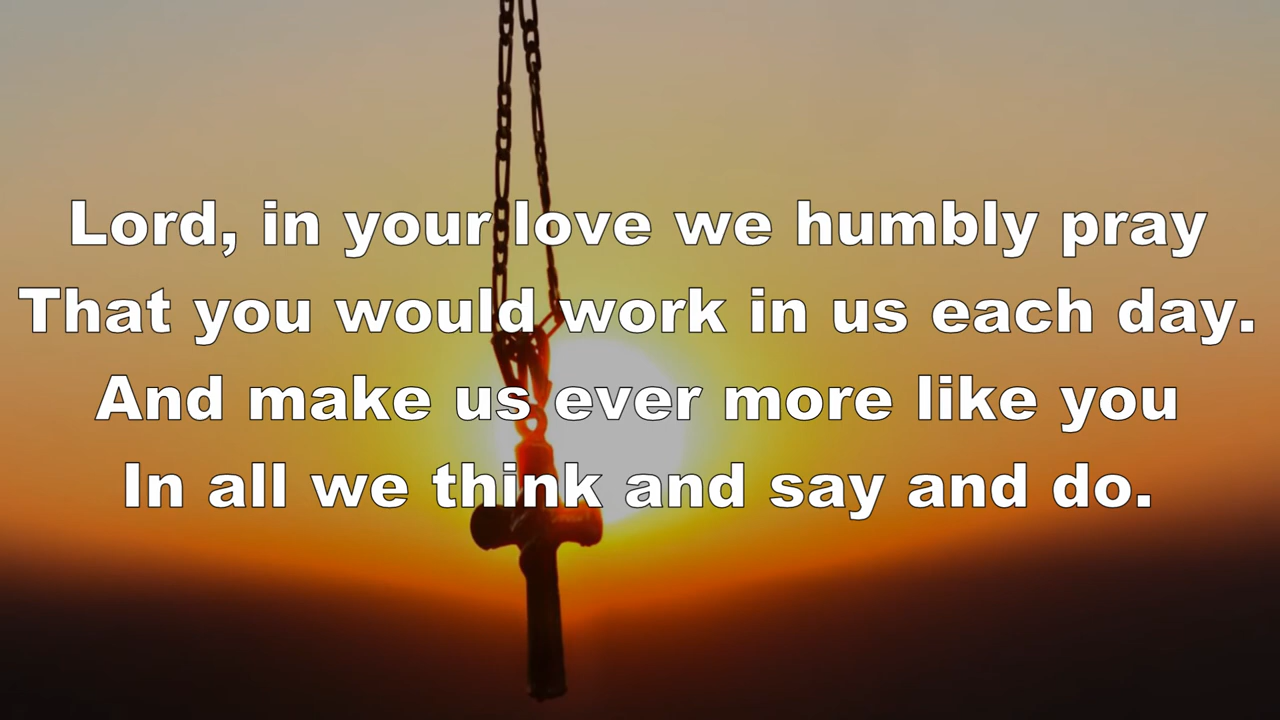 Lord, in your love we humbly pray
That you would work in us each day.
And make us ever more like you
In all we think and say and do.